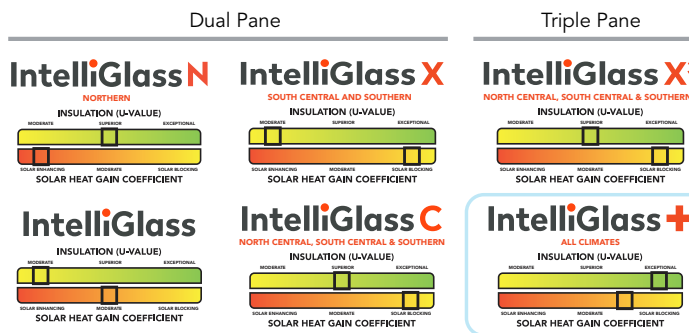 Dual Pane
Triple Pane
IntelliGlass N
NORTHERN
INSULATION (U-VALUE)
MODERATE SUPERIOR EXCEPTIONAL
SOLAR ENHANCING MODERATE SOLAR BLOCKING
SOLAR HEAT GAIN COEFFICIENT
IntelliGlass X
SOUTH CENTRAL AND SOUTHERN
INSULATION (U-VALUE)
MODERATE SUPERIOR EXCEPTIONAL
SOLAR ENHANCING MODERATE SOLAR BLOCKING
SOLAR HEAT GAIN COEFFICIENT
IntelliGlass X
NORTH CENTRAL, SOUTH CENTRAL & SOUTHERN
INSULATION (U-VALUE)
MODERATE SUPERIOR EXCEPTIONAL
SOLAR ENHANCING MODERATE SOLAR BLOCKING
SOLAR HEAT GAIN COEFFICIENT
IntelliGlass
INSULATION (U-VALUE)
MODERATE SUPERIOR EXCEPTIONAL
SOLAR ENHANCING MODERATE SOLAR BLOCKING
SOLAR HEAT GAIN COEFFICIENT
IntelliGlass C
NORTH CENTRAL, SOUTH CENTRAL & SOUTHERN
INSULATION (U-VALUE)
MODERATE SUPERIOR EXCEPTIONAL
SOLAR ENHANCING MODERATE SOLAR BLOCKING
SOLAR HEAT GAIN COEFFICIENT
IntelliGlass +
ALL CLIMATES
INSULATION (U-VALUE)
MODERATE SUPERIOR EXCEPTIONAL
SOLAR ENHANCING MODERATE SOLAR BLOCKING
SOLAR HEAT GAIN COEFFICIENT